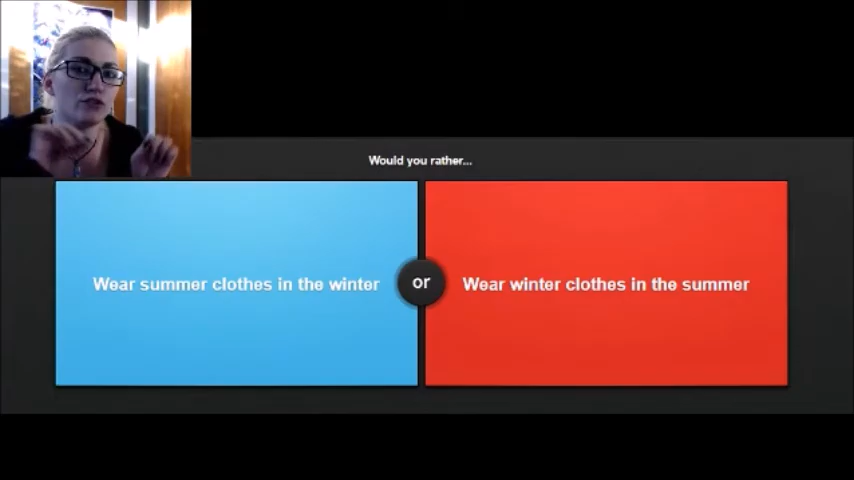 Would you rather...
Wear summer clothes in the winter
or
Wear winter clothes in the summer